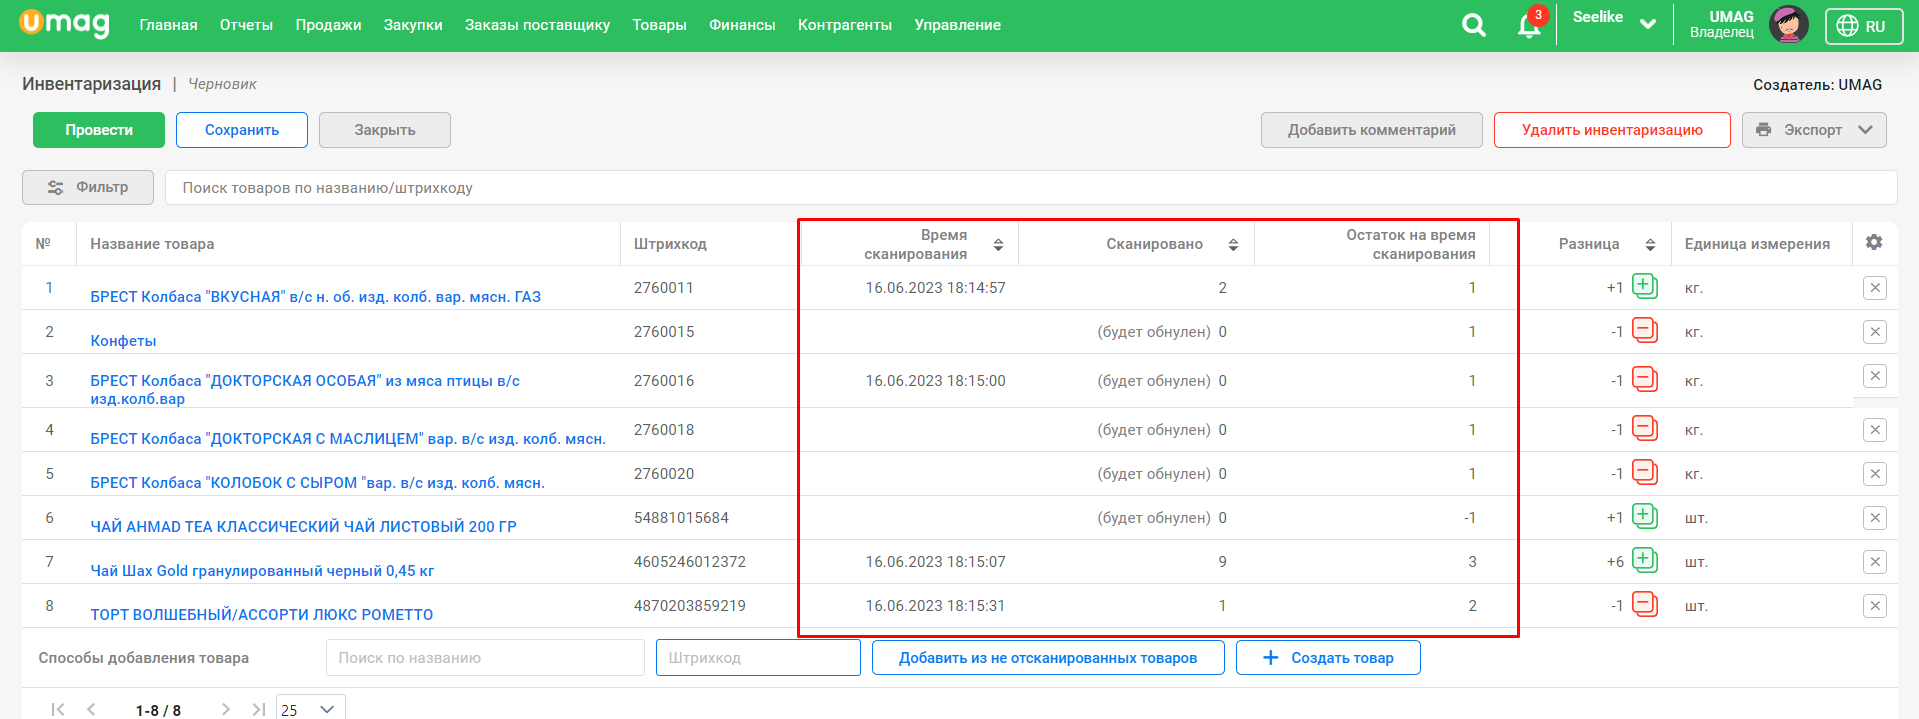 umag Главная Отчеты Продажи Закупки Заказы поставщику Товары Финансы Контрагенты Управление 3 Seelike UMAG RU
Владелец
Инвентаризация | Черновик Создатель: UMAG
Провести Сохранить Закрыть Добавить комментарий Удалить инвентаризацию Экспорт
Фильтр Поиск товаров по названию/штрихкоду
№ Название товара Штрихкод Время сканирования Сканировано Остаток на время сканирования Разница Единица измерения
1 БРЕСТ Колбаса "ВКУСНАЯ" в/с н. об. изд. колб. вар. мясн. ГАЗ 2760011 16.06.2023 18:14:57 2 1 +1 кг.
2 Конфеты 2760015 (будет обнулен) 0 1 -1 кг.
3 БРЕСТ Колбаса "ДОКТОРСКАЯ ОСОБАЯ" из мяса птицы в/с 2760016 16.06.2023 18:15:00 (будет обнулен) 0 1 -1 кг.
изд.колб.вар
4 БРЕСТ Колбаса "ДОКТОРСКАЯ С МАСЛИЦЕМ" вар. в/с изд. колб. мясн. 2760018 (будет обнулен) 0 1 -1 кг.
5 БРЕСТ Колбаса "КОЛОБОК С СЫРОМ "вар. в/с изд. колб. мясн. 2760020 (будет обнулен) 0 1 -1 кг.
6 ЧАЙ AHMAD TEA КЛАССИЧЕСКИЙ ЧАЙ ЛИСТОВЫЙ 200 ГР 54881015684 (будет обнулен) 0 -1 +1 шт.
7 Чай Шах Gold гранулированный черный 0,45 кг 4605246012372 16.06.2023 18:15:07 9 3 +6 шт.
8 ТОРТ ВОЛШЕБНЫЙ/АССОРТИ ЛЮКС РОМЕТТО 4870203859219 16.06.2023 18:15:31 1 2 -1 шт.
Способы добавления товара Поиск по названию Штрихкод Добавить из не отсканированных товаров + Создать товар
1-8 / 8 25